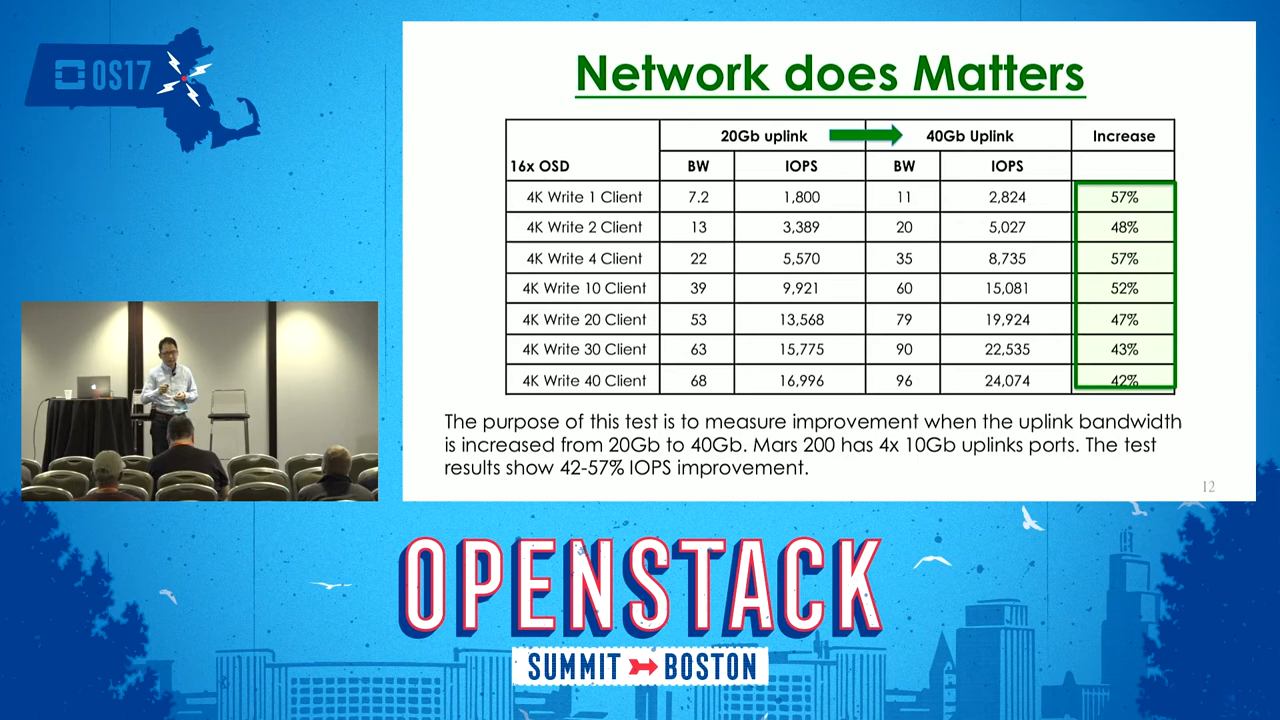 OS17
Network does Matters
20Gb uplink 40Gb Uplink Increase
16x OSD BW IOPS BW IOPS
4K Write 1 Client 7.2 1,800 11 2,824 57%
4K Write 2 Client 13 3,389 20 5,027 48%
4K Write 4 Client 22 5,570 35 8,735 57%
4K Write 10 Client 39 9,921 60 15,081 52%
4K Write 20 Client 53 13,568 79 19,924 47%
4K Write 30 Client 63 15,775 90 22,535 43%
4K Write 40 Client 68 16,996 96 24,074 42%
The purpose of this test is to measure improvement when the uplink bandwidth
is increased from 20Gb to 40Gb. Mars 200 has 4x 10Gb uplinks ports. The test
results show 42-57% IOPS improvement.
12
OPENSTACK
SUMMIT BOSTON